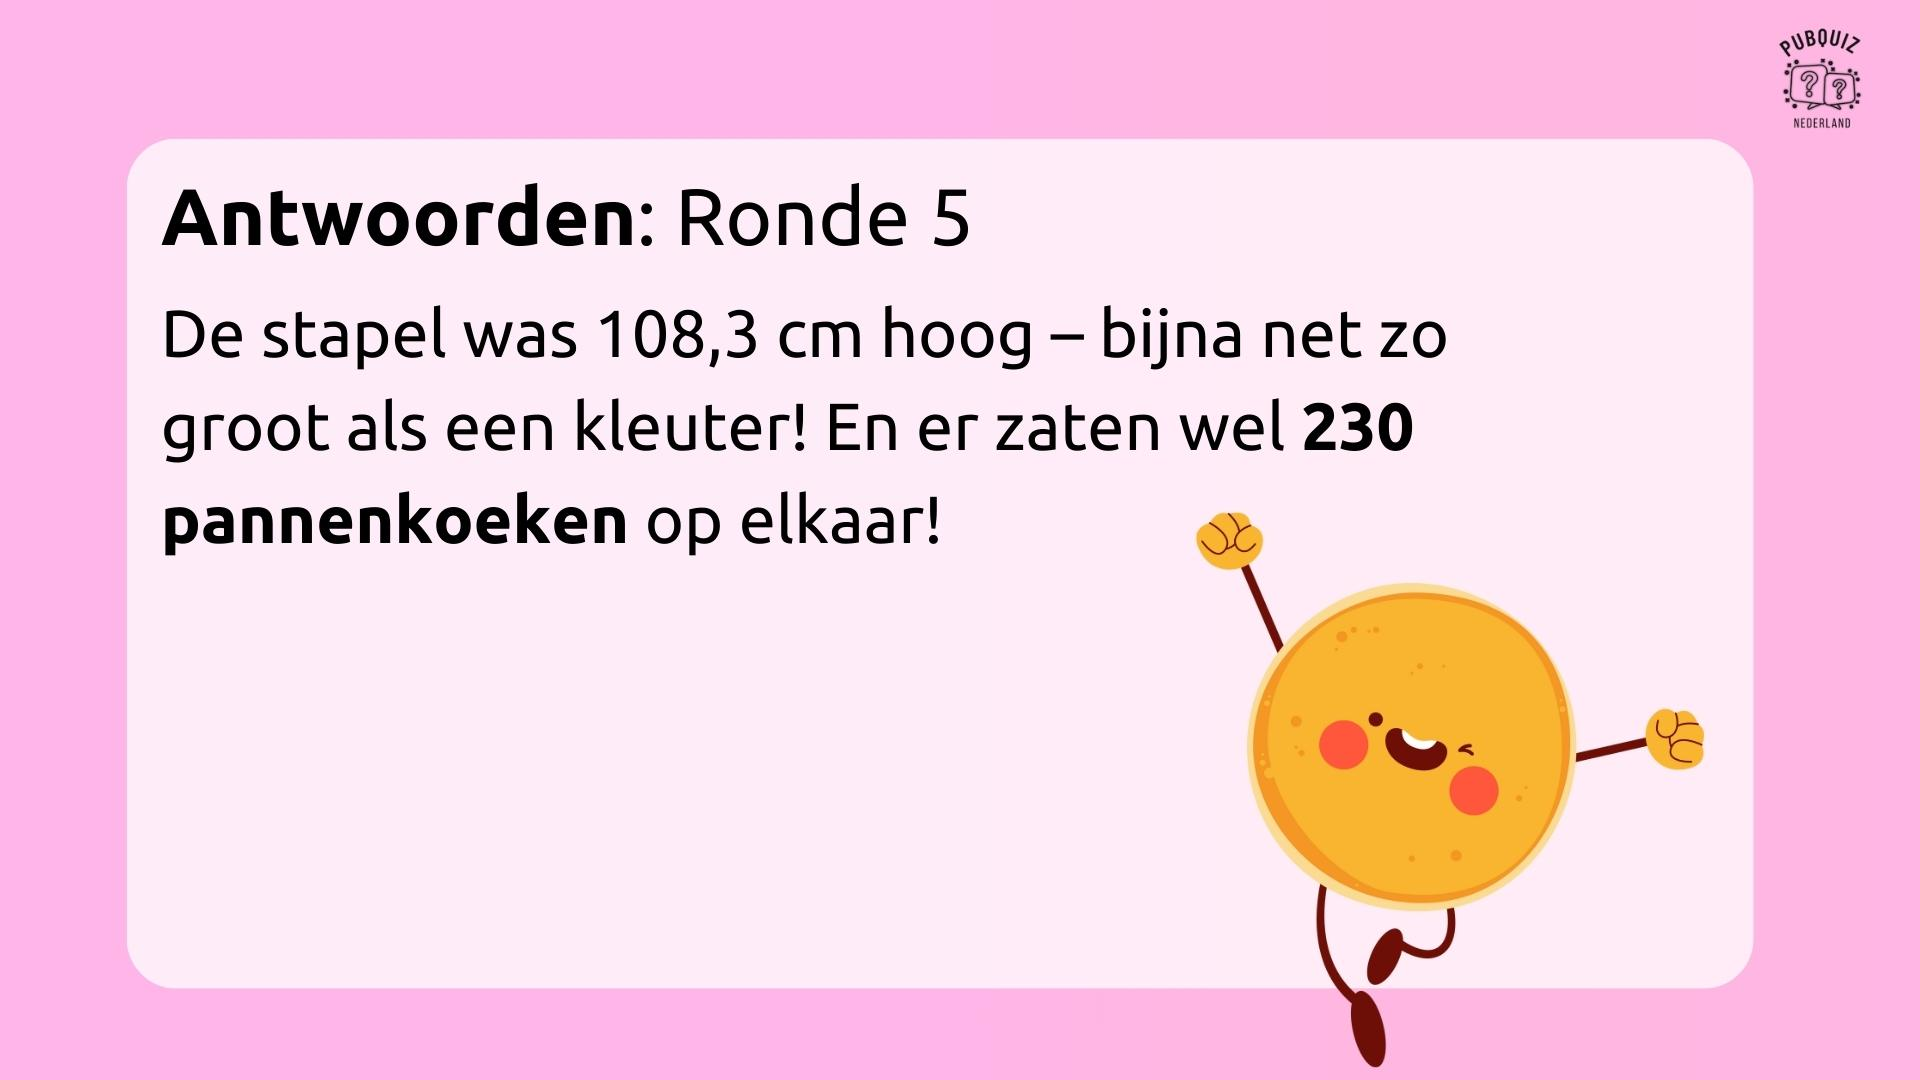 PUBQUIZ
? ?
NEDERLAND
Antwoorden: Ronde 5
De stapel was 108,3 cm hoog – bijna net zo
groot als een kleuter! En er zaten wel 230
pannenkoeken op elkaar!